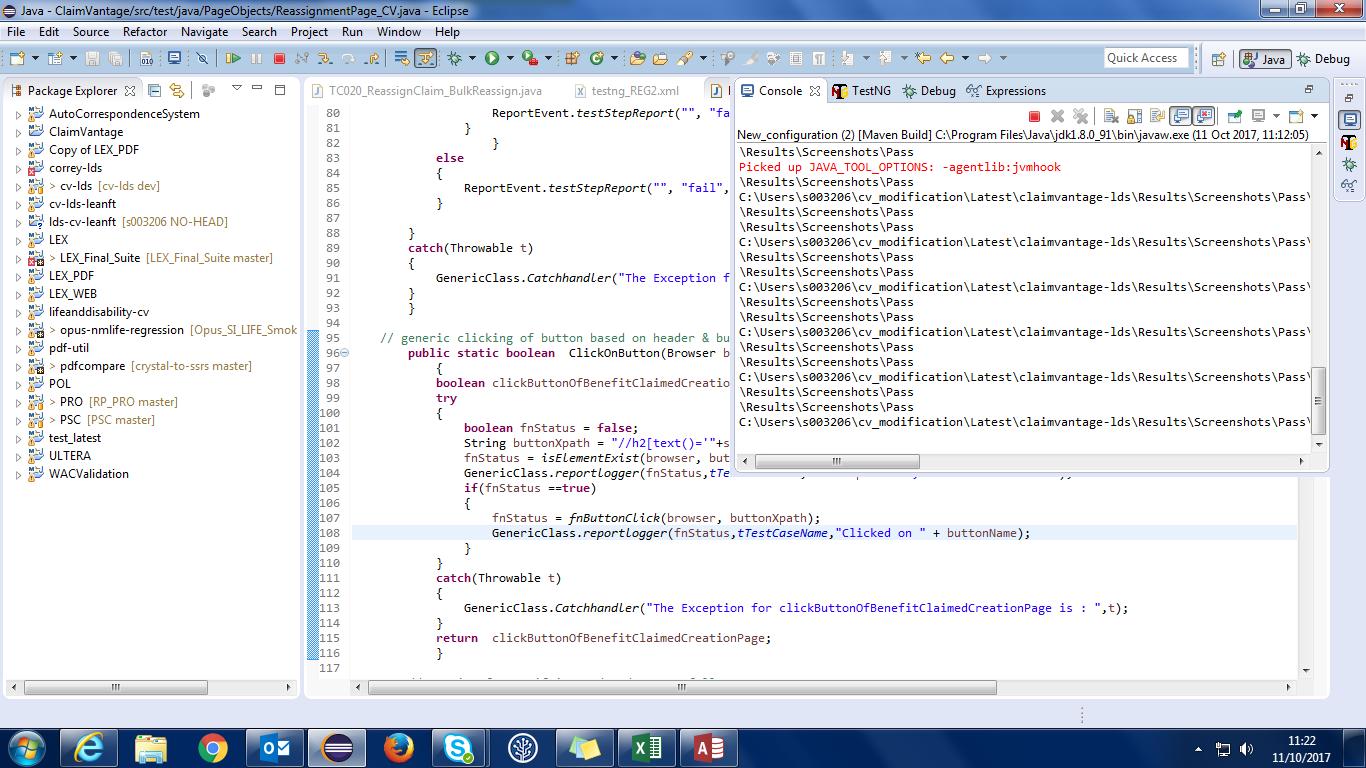 Java - ClaimVantage/src/test/java/PageObjects/ReassignmentPage_CV.java - Eclipse
File Edit Source Refactor Navigate Search Project Run Window Help
Quick Access
Java
Debug
Package Explorer
AutoCorrespondenceSystem
ClaimVantage
Copy of LEX_PDF
correy-lds
> cv-lds [cv-lds dev]
cv-lds-leanft
lds-cv-leanft [s003206 NO-HEAD]
LEX
> LEX_Final_Suite [LEX_Final_Suite master]
LEX_PDF
LEX_WEB
lifeanddisability-cv
> opus-nmlife-regression [Opus_SI_LIFE_Smok
pdf-util
> pdfcompare [crystal-to-ssrs master]
POL
> PRO [RP_PRO master]
> PSC [PSC master]
test_latest
ULTERA
WACValidation
TC020_ReassignClaim_BulkReassign.java
testng_REG2.xml
80 ReportEvent.testStepReport("", "fa
81 }
82 }
83 else
84 {
85 ReportEvent.testStepReport("", "fail",
86 }
87
88 }
89 catch(Throwable t)
90 {
91 GenericClass.Catchhandler("The Exception f
92 }
93 }
94
95 // generic clicking of button based on header & bu
96 public static boolean ClickOnButton(Browser b
97 {
98 boolean clickButtonOfBenefitClaimedCreatio
99 try
100 {
101 boolean fnStatus = false;
102 String buttonXpath = "//h2[text()='"+s
103 fnStatus = isElementExist(browser, but
104 GenericClass.reportlogger(fnStatus,tTe
105 if(fnStatus ==true)
106 {
107 fnStatus = fnButtonClick(browser, buttonXpath);
108 GenericClass.reportlogger(fnStatus,tTestCaseName,"Clicked on " + buttonName);
109 }
110 }
111 catch(Throwable t)
112 {
113 GenericClass.Catchhandler("The Exception for clickButtonOfBenefitClaimedCreationPage is : ",t);
114 }
115 return clickButtonOfBenefitClaimedCreationPage;
116 }
117
Console
TestNG
Debug
Expressions
New_configuration (2) [Maven Build] C:\Program Files\Java\jdk1.8.0_91\bin\javaw.exe (11 Oct 2017, 11:12:05)
\Results\Screenshots\Pass
Picked up JAVA_TOOL_OPTIONS: -agentlib:jvmhook
\Results\Screenshots\Pass
C:\Users\s003206\cv_modification\Latest\claimvantage-lds\Results\Screenshots\Pass\
\Results\Screenshots\Pass
\Results\Screenshots\Pass
C:\Users\s003206\cv_modification\Latest\claimvantage-lds\Results\Screenshots\Pass\
\Results\Screenshots\Pass
\Results\Screenshots\Pass
C:\Users\s003206\cv_modification\Latest\claimvantage-lds\Results\Screenshots\Pass\
\Results\Screenshots\Pass
\Results\Screenshots\Pass
C:\Users\s003206\cv_modification\Latest\claimvantage-lds\Results\Screenshots\Pass\
\Results\Screenshots\Pass
\Results\Screenshots\Pass
C:\Users\s003206\cv_modification\Latest\claimvantage-lds\Results\Screenshots\Pass\
\Results\Screenshots\Pass
\Results\Screenshots\Pass
C:\Users\s003206\cv_modification\Latest\claimvantage-lds\Results\Screenshots\Pass\
11:22
11/10/2017